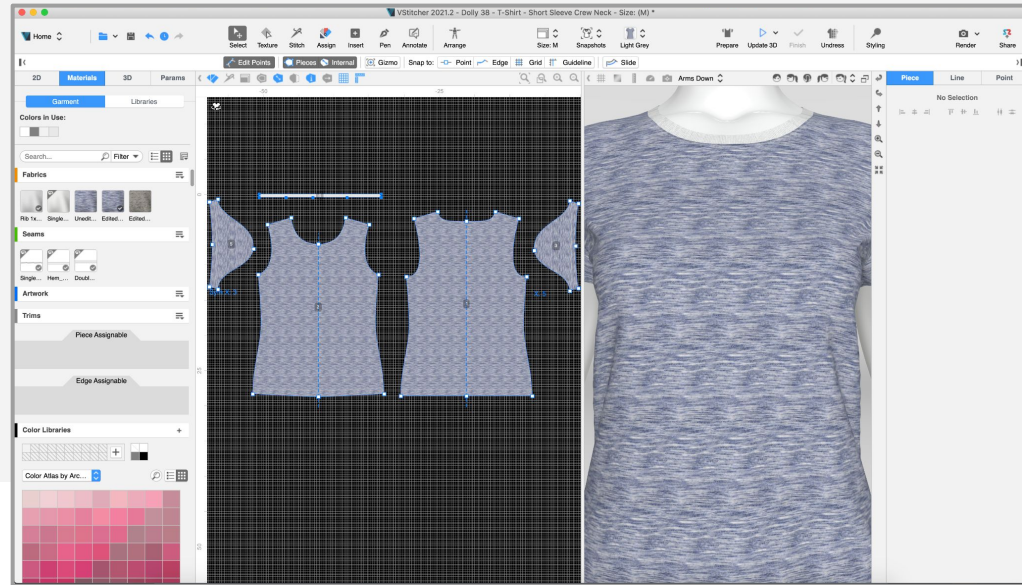 VStitcher 2021.2 - Dolly 38 - T-Shirt - Short Sleeve Crew Neck - Size: (M) *
Home
Select Texture Stitch Assign Insert Pen Annotate Arrange Size: M Snapshots Light Grey Prepare Update 3D Finish Undress Styling Render Share
Edit Points Pieces Internal Gizmo Snap to: Point Edge Grid Guideline Slide
2D Materials 3D Params
Arms Down
Piece Line Point
Garment Libraries
No Selection
Colors in Use:
Search... Filter
Fabrics
Rib 1x... Single... Unedit... Edited... Edited...
Seams
Single... Hem_... Doubl...
Artwork
Trims
Piece Assignable
Edge Assignable
Color Libraries +
Color Atlas by Arc...
-50 -25
0
25
50